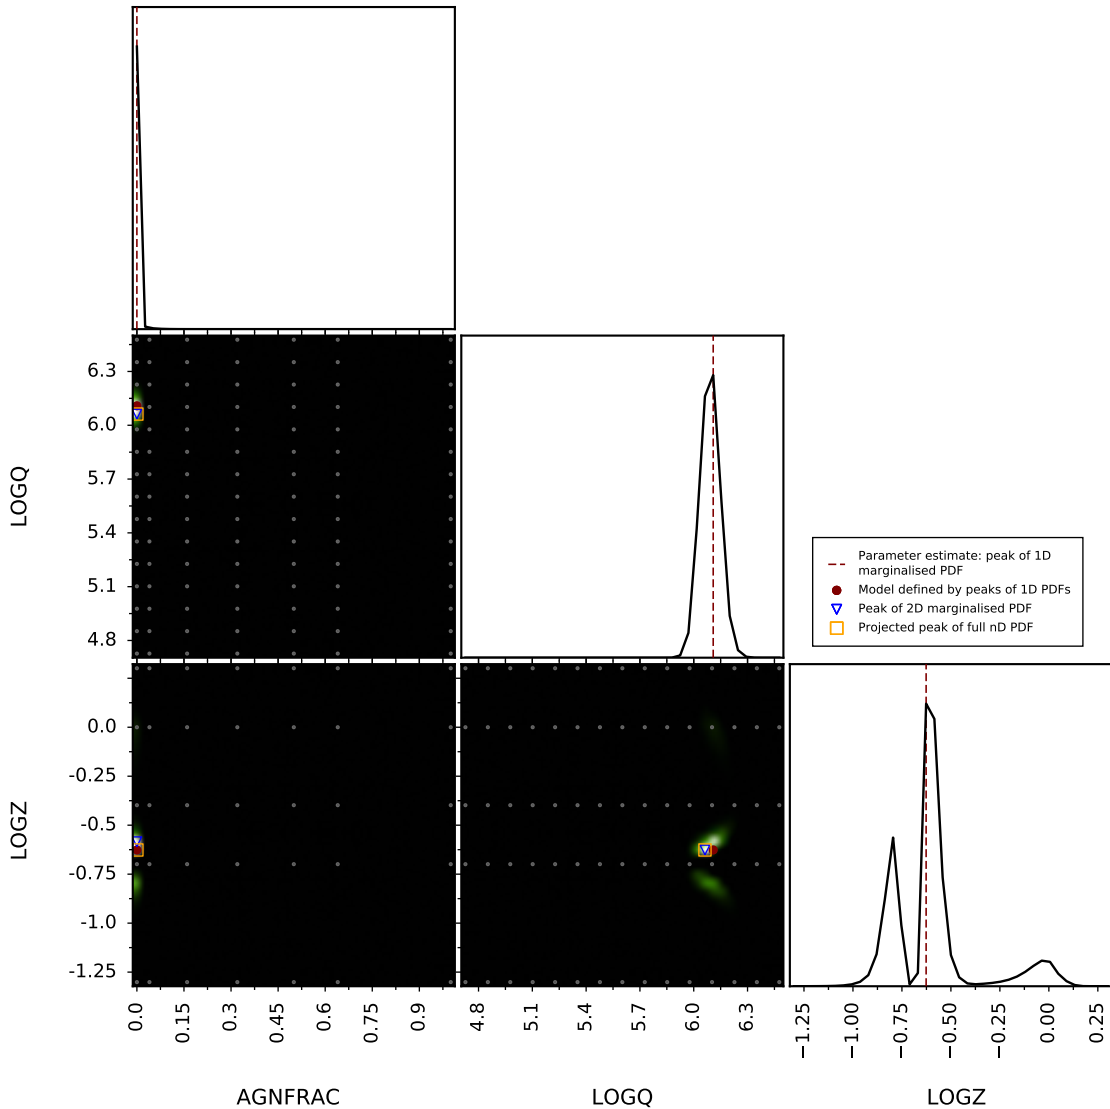 6.3
6.0
5.7
5.4
5.1
4.8
LOGQ
Parameter estimate: peak of 1D
marginalised PDF
Model defined by peaks of 1D PDFs
Peak of 2D marginalised PDF
Projected peak of full nD PDF
0.0
-0.25
-0.5
-0.75
-1.0
-1.25
LOGZ
0.0 0.15 0.3 0.45 0.6 0.75 0.9
4.8 5.1 5.4 5.7 6.0 6.3
−1.25 −1.00 −0.75 −0.50 −0.25 0.00 0.25
AGNFRAC LOGQ LOGZ